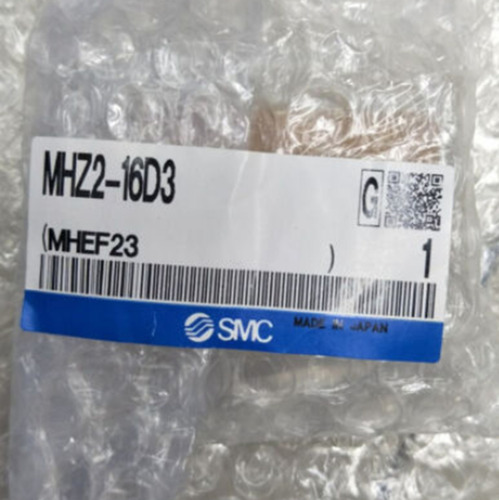 MHZ2-16D3
G
(MHEF23 )
1
SMC
MADE IN JAPAN